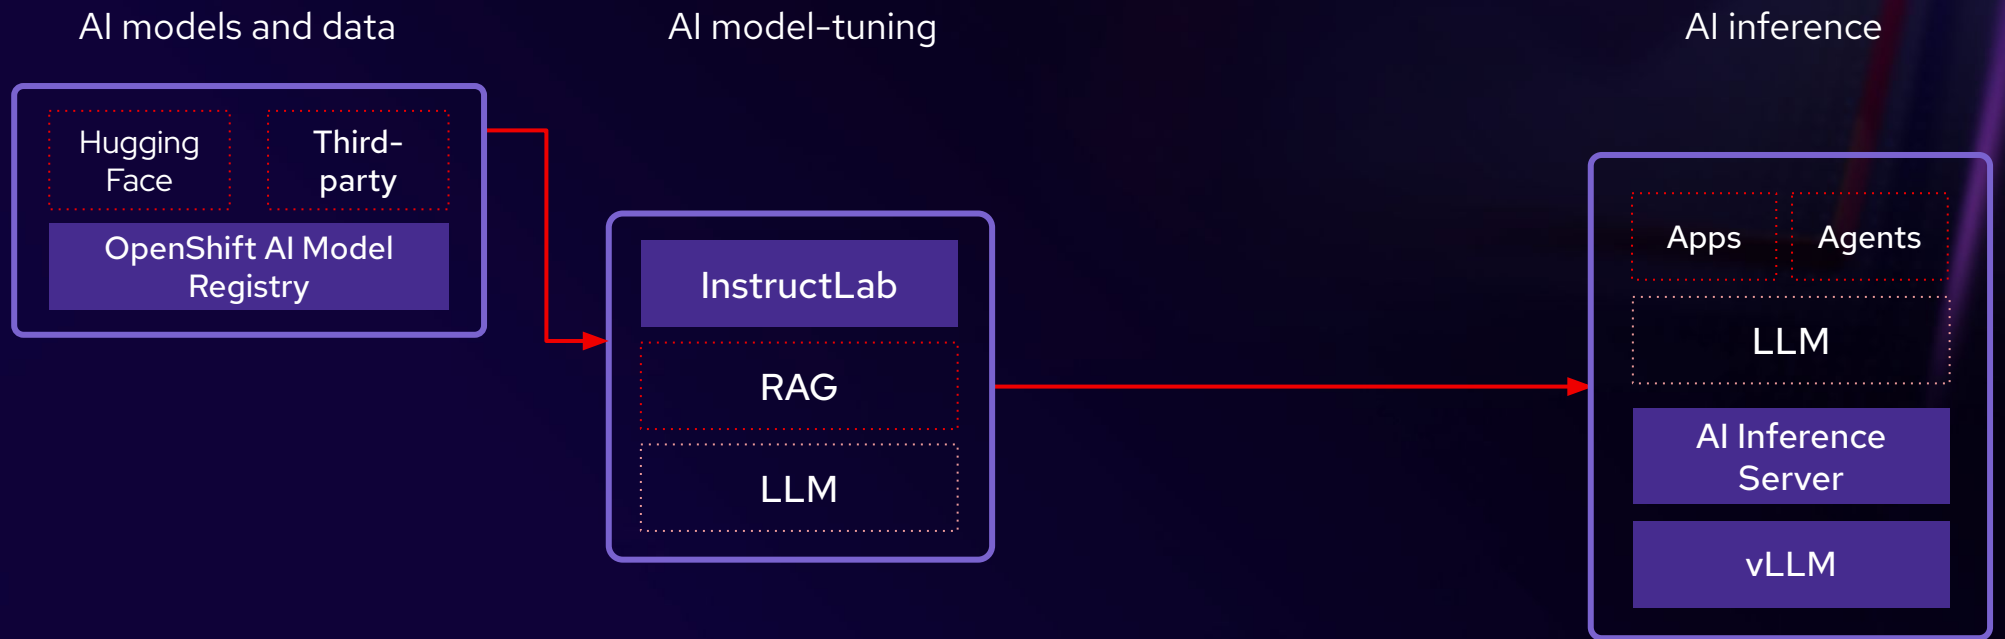 AI models and data
AI model-tuning
AI inference
Hugging
Face
Third-
party
OpenShift AI Model
Registry
InstructLab
RAG
LLM
Apps
Agents
LLM
AI Inference
Server
vLLM